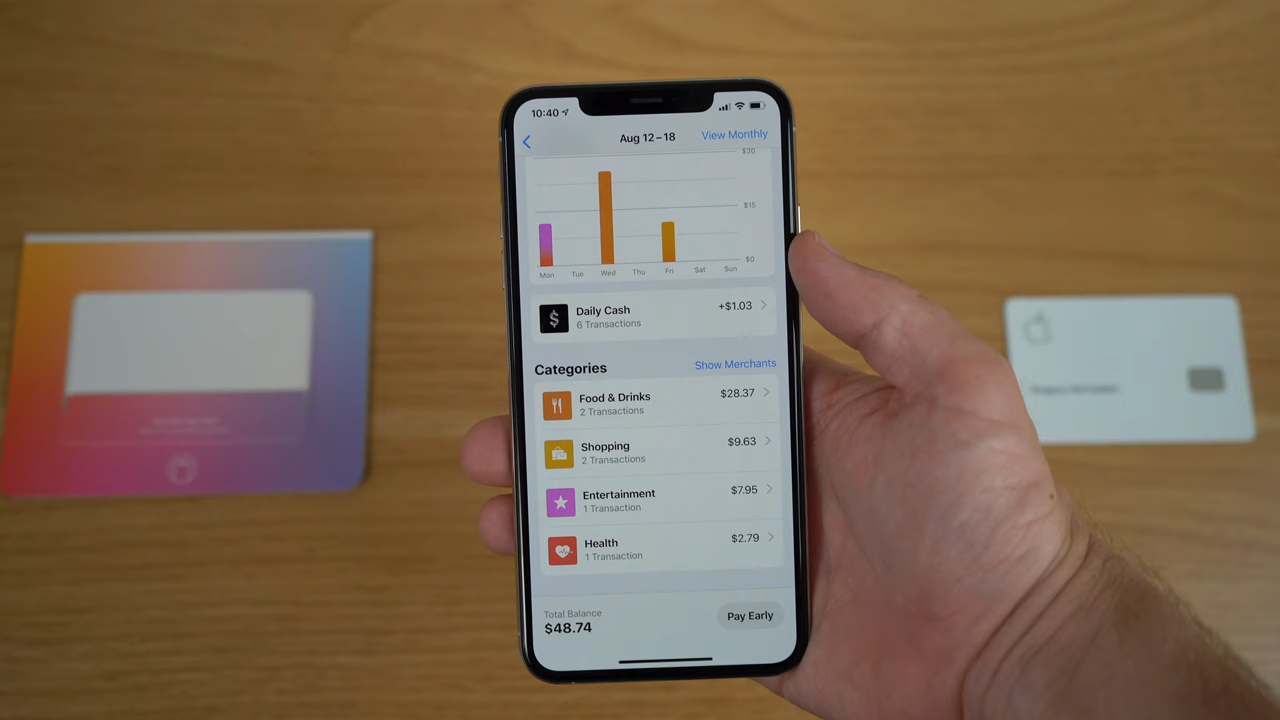 10:40
Aug 12–18
View Monthly
$30
$15
$0
Mon Tue Wed Thu Fri Sat Sun
Daily Cash
+$1.03
6 Transactions
Categories
Show Merchants
Food & Drinks
$28.37
2 Transactions
Shopping
$9.63
2 Transactions
Entertainment
$7.95
1 Transaction
Health
$2.79
1 Transaction
Total Balance
$48.74
Pay Early